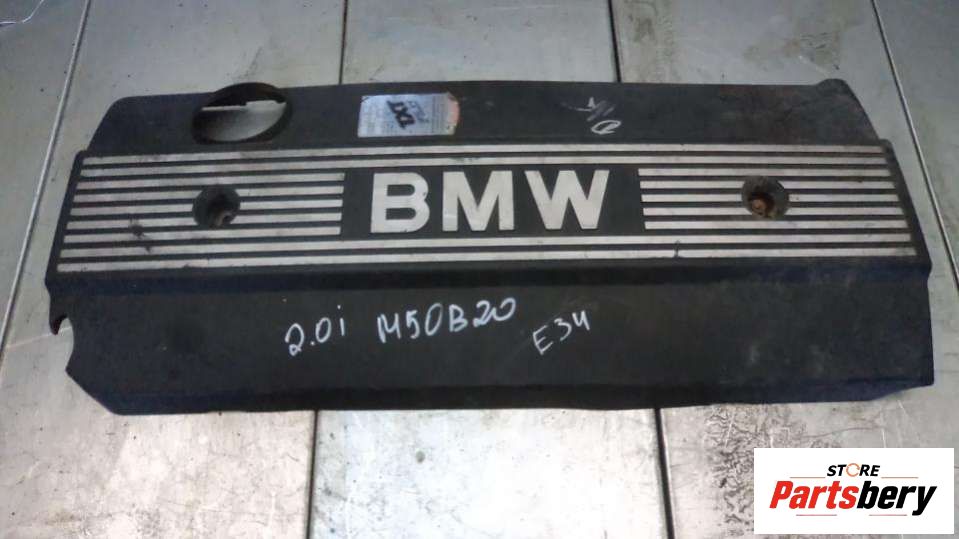 BMW
2.0i M50B20
E34
STORE
Partsbery